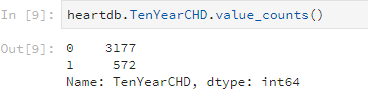 In [9]: heartdb.TenYearCHD.value_counts()
Out[9]: 0    3177
1     572
Name: TenYearCHD, dtype: int64